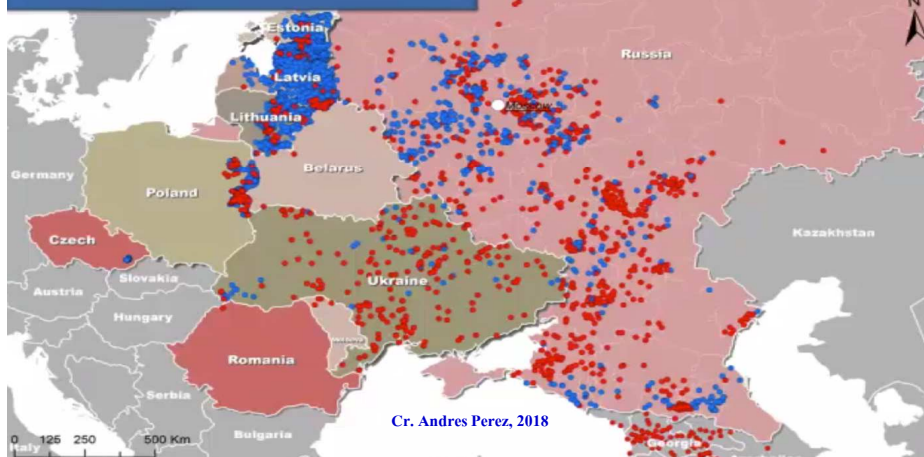 N
Estonia
Russia
Latvia
Moscow
Lithuania
Belarus
Germany
Poland
Kazakhstan
Czech
Slovakia
Ukraine
Austria
Hungary
Romania
Serbia
Cr. Andres Perez, 2018
Bulgaria
0 125 250 500 Km
Italy
Georgia